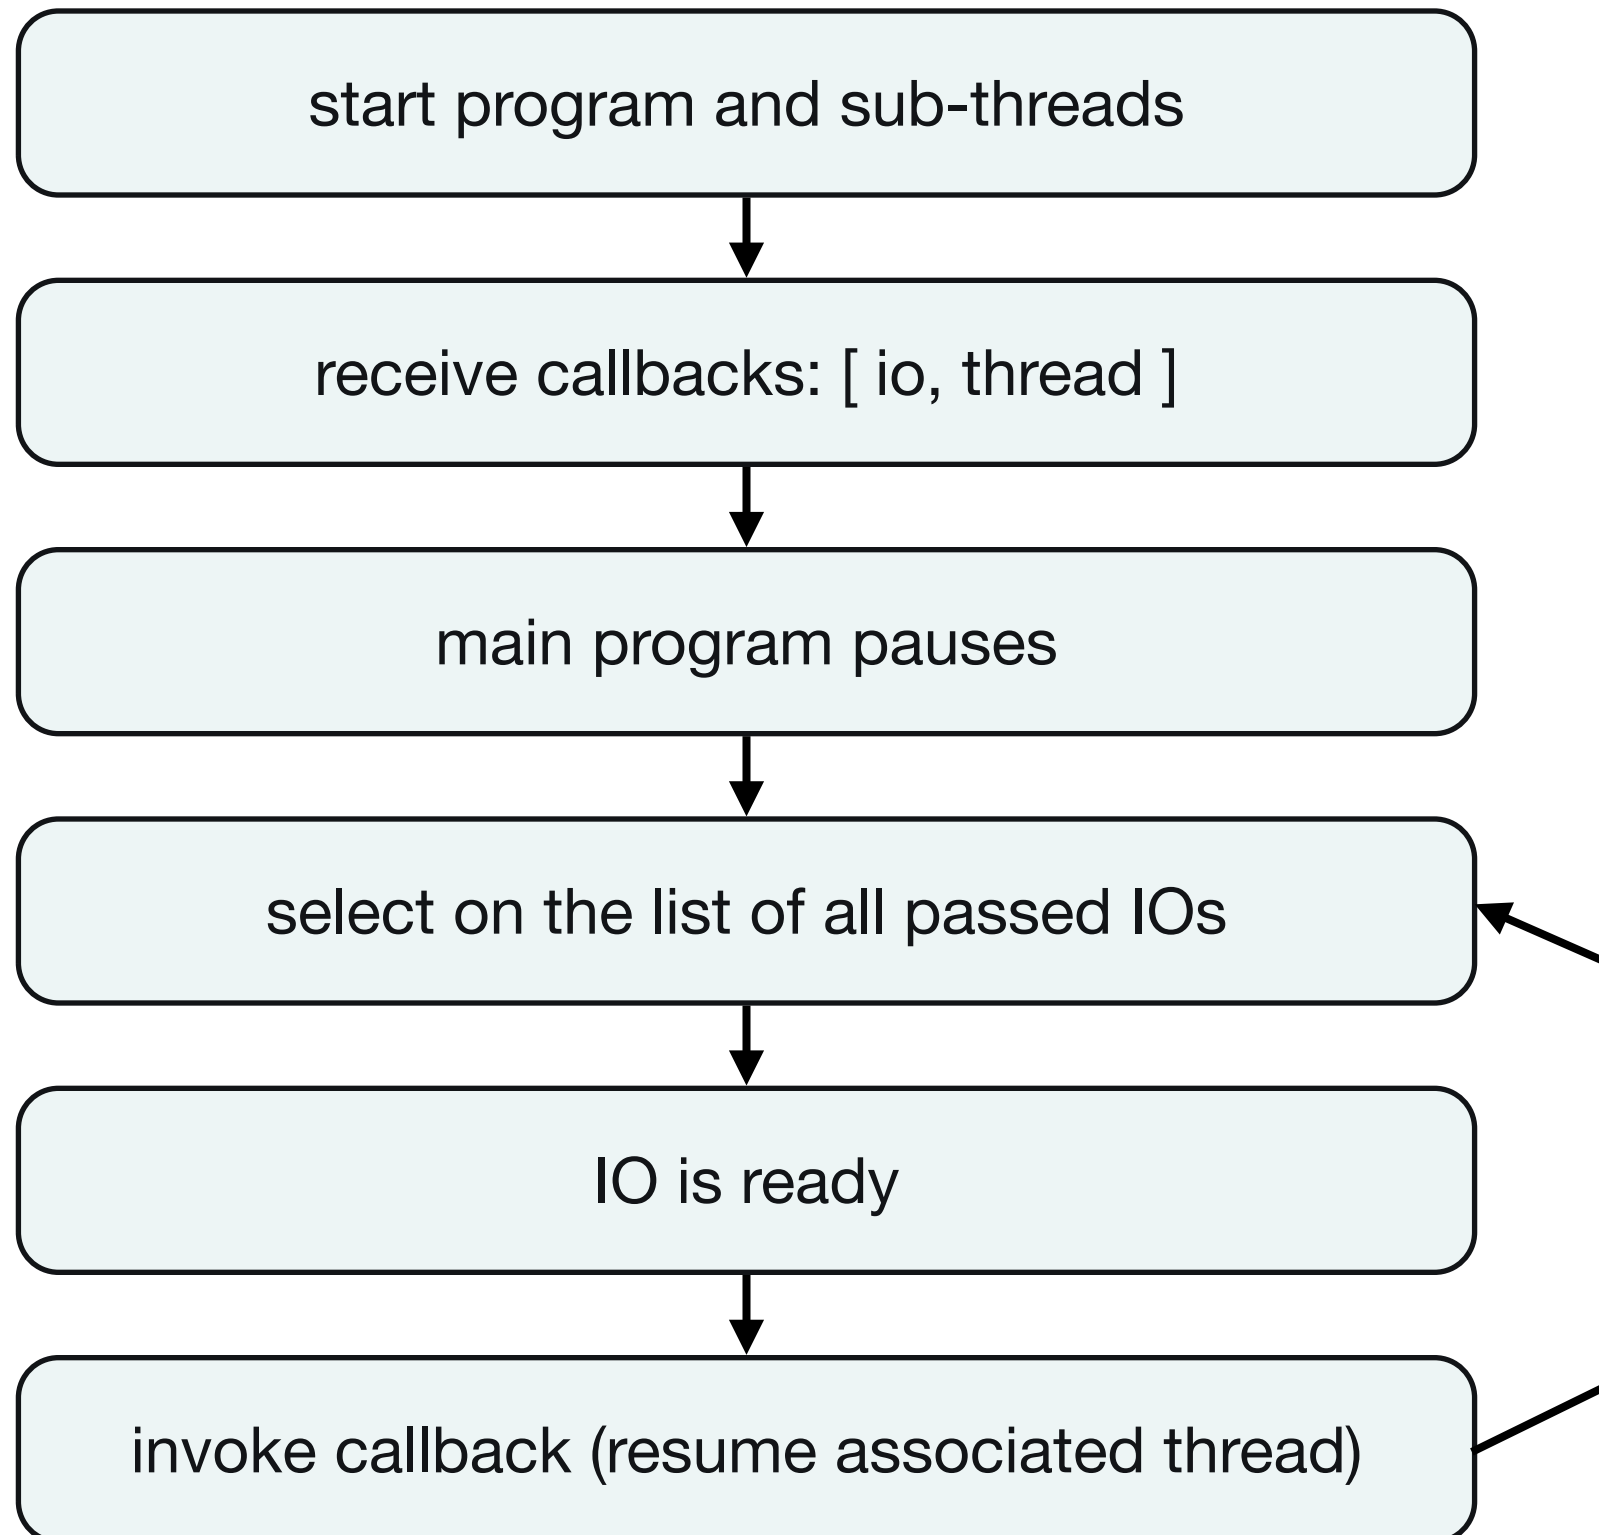 start program and sub-threads
receive callbacks: [ io, thread ]
main program pauses
select on the list of all passed IOs
IO is ready
invoke callback (resume associated thread)